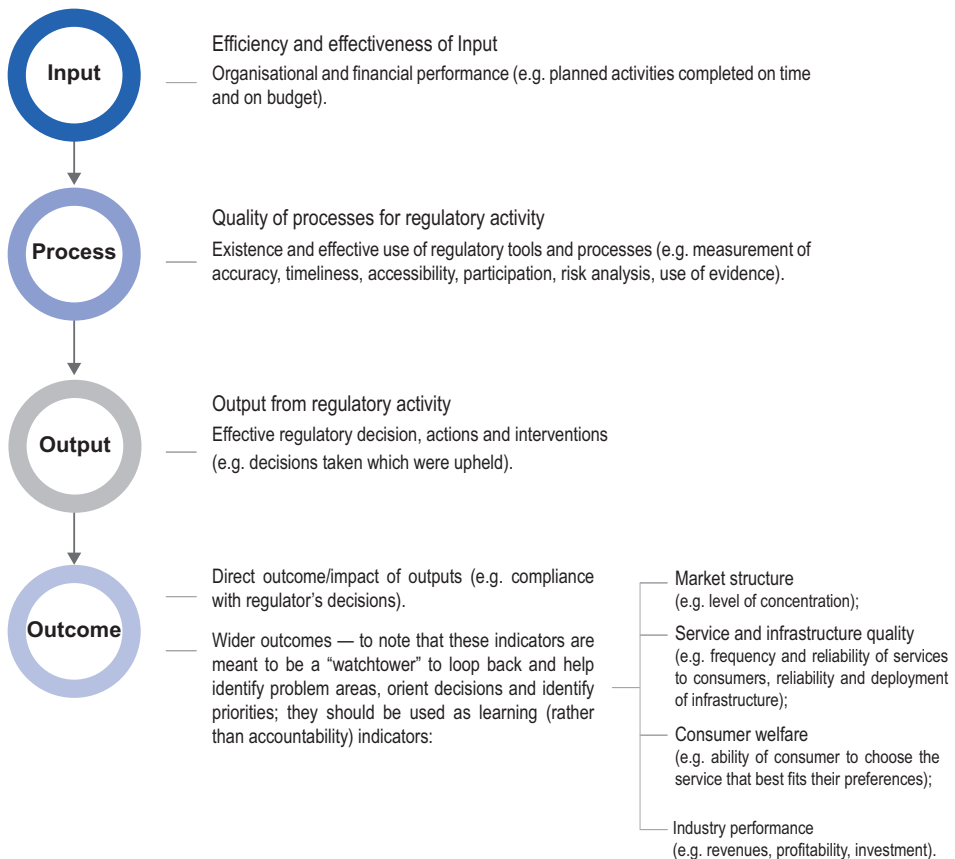 Input
Efficiency and effectiveness of Input
Organisational and financial performance (e.g. planned activities completed on time
and on budget).
Process
Quality of processes for regulatory activity
Existence and effective use of regulatory tools and processes (e.g. measurement of
accuracy, timeliness, accessibility, participation, risk analysis, use of evidence).
Output
Output from regulatory activity
Effective regulatory decision, actions and interventions
(e.g. decisions taken which were upheld).
Outcome
Direct outcome/impact of outputs (e.g. compliance
with regulator’s decisions).
Wider outcomes — to note that these indicators are
meant to be a “watchtower” to loop back and help
identify problem areas, orient decisions and identify
priorities; they should be used as learning (rather
than accountability) indicators:
Market structure
(e.g. level of concentration);
Service and infrastructure quality
(e.g. frequency and reliability of services
to consumers, reliability and deployment
of infrastructure);
Consumer welfare
(e.g. ability of consumer to choose the
service that best fits their preferences);
Industry performance
(e.g. revenues, profitability, investment).